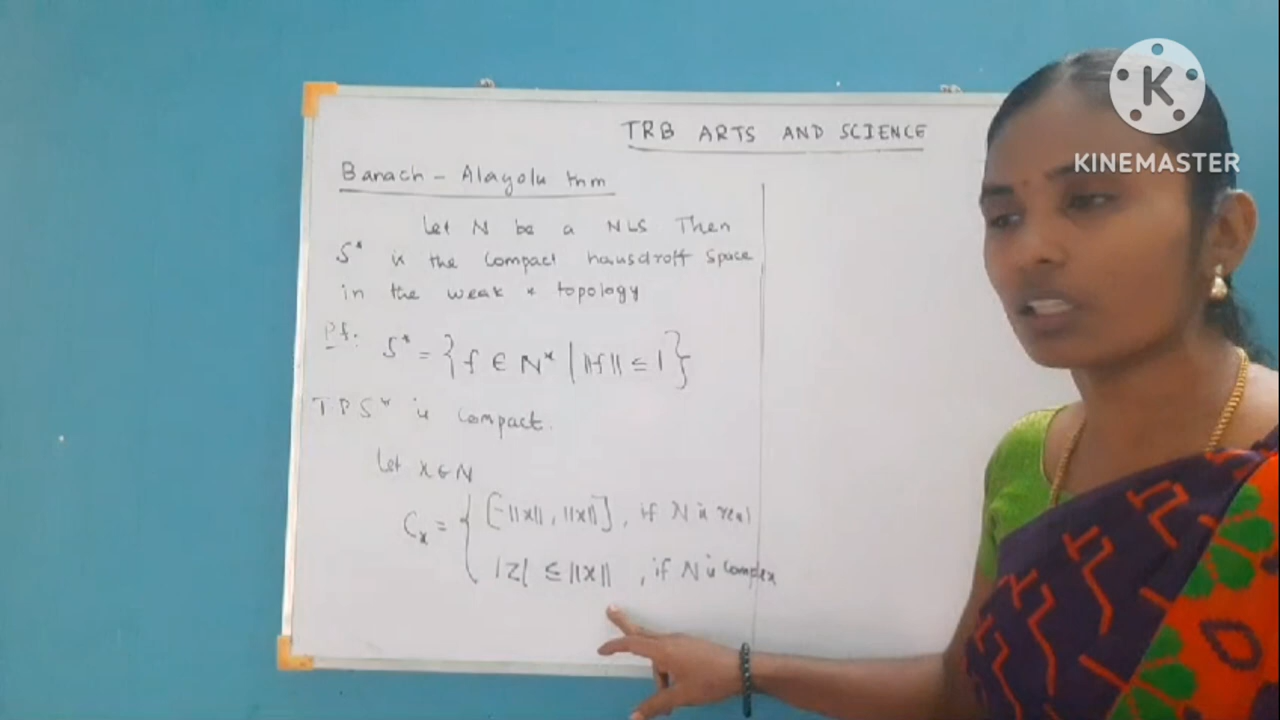 TRB ARTS AND SCIENCE
Banach - Alayolu thm
Let N be a NLS Then
S* is the compact hausdroff space
in the weak * topology
Pf:
S* = { f ∈ N* | ||f|| ≤ 1 }
TPS* is compact.
Let x ∈ N
Cx = { [-||x||, ||x||], if N is real
|z| ≤ ||x||, if N is complex
K
KINEMASTER